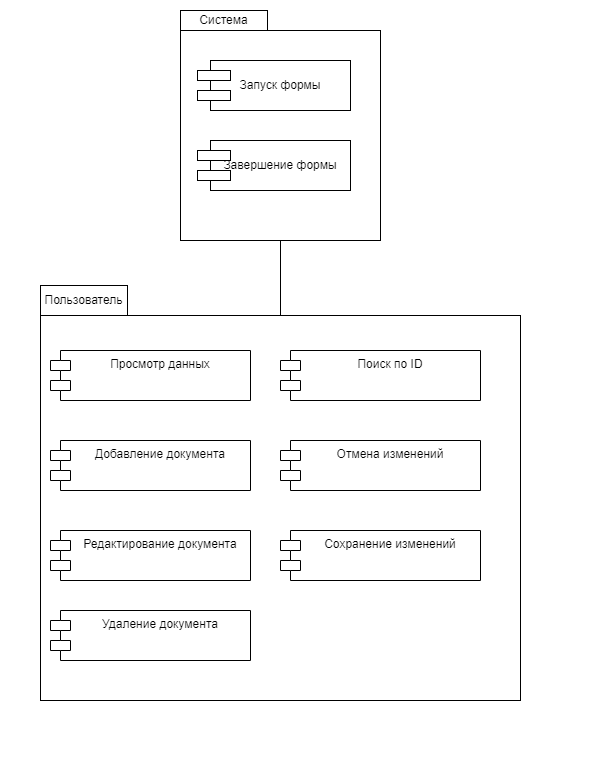 Система
Запуск формы
Завершение формы
Пользователь
Просмотр данных
Поиск по ID
Добавление документа
Отмена изменений
Редактирование документа
Сохранение изменений
Удаление документа